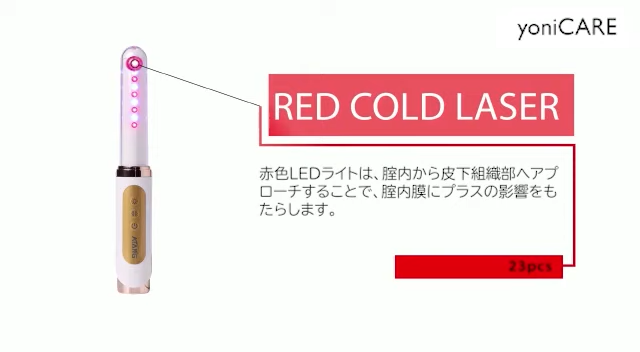 yoniCARE
RED COLD LASER
赤色LEDライトは、腟内から皮下組織部へアプ
ローチすることで、腟内膜にプラスの影響をも
たらします。
23pcs